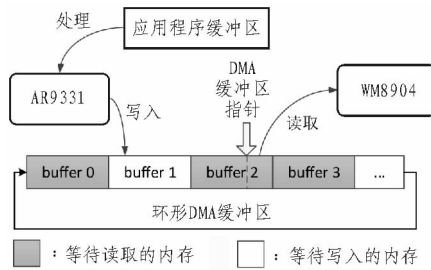 处理
应用程序缓冲区
AR9331
写入
DMA
缓冲区
指针
读取
WM8904
buffer 0
buffer 1
buffer 2
buffer 3
...
环形DMA缓冲区
：等待读取的内存
：等待写入的内存